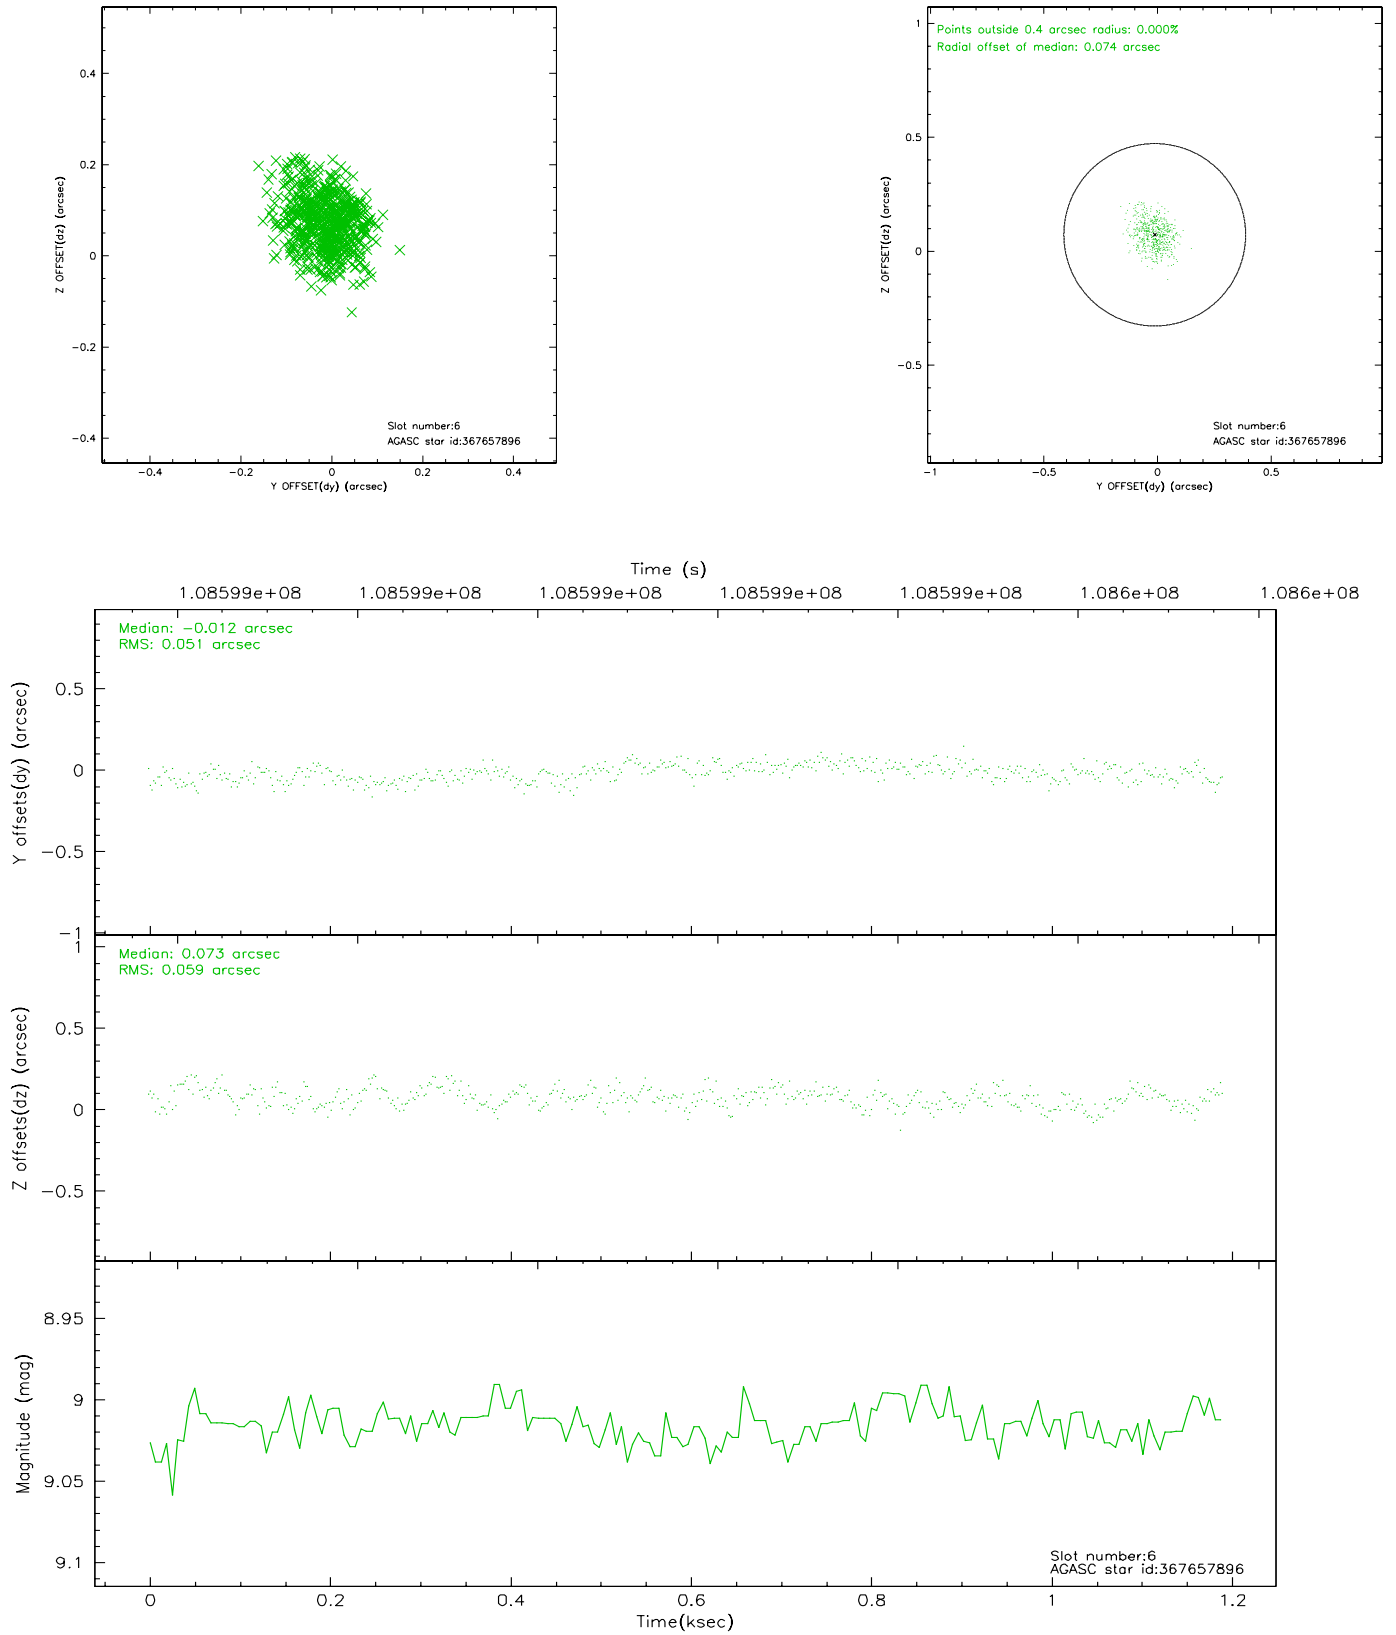 0.4
0.2
0
−0.2
−0.4
Z OFFSET(dz) (arcsec)
Slot number:6
AGASC star id:367657896
−0.4 −0.2 0 0.2 0.4
Y OFFSET(dy) (arcsec)
Points outside 0.4 arcsec radius: 0.000%
Radial offset of median: 0.074 arcsec
1
0.5
0
−0.5
Z OFFSET(dz) (arcsec)
Slot number:6
AGASC star id:367657896
−1 −0.5 0 0.5
Y OFFSET(dy) (arcsec)
Time (s)
1.08599e+08 1.08599e+08 1.08599e+08 1.08599e+08 1.08599e+08 1.086e+08 1.086e+08
Median: −0.012 arcsec
RMS: 0.051 arcsec
0.5
0
−0.5
−1
Y offsets(dy) (arcsec)
Median: 0.073 arcsec
RMS: 0.059 arcsec
1
0.5
0
−0.5
Z offsets(dz) (arcsec)
8.95
9
9.05
9.1
Magnitude (mag)
Slot number:6
AGASC star id:367657896
0 0.2 0.4 0.6 0.8 1 1.2
Time(ksec)